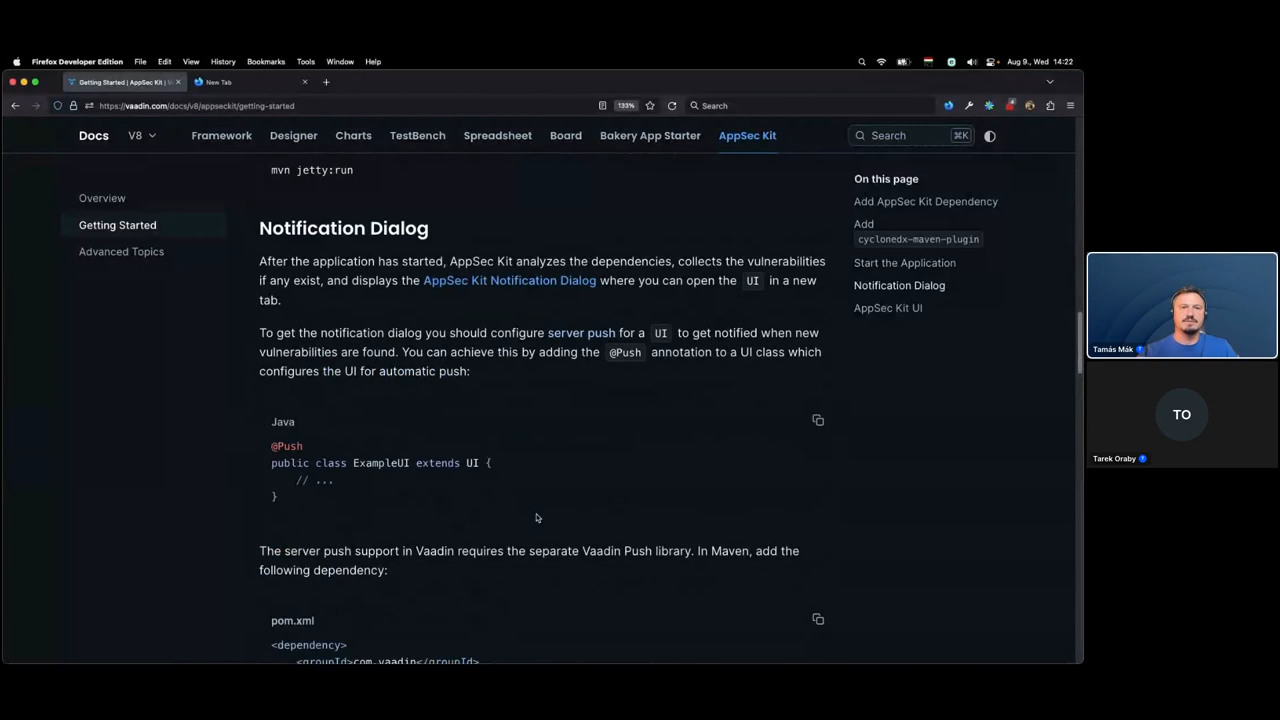 Firefox Developer Edition File Edit View History Bookmarks Tools Window Help
Aug 9., Wed 14:22
Getting Started | AppSec Kit | V
New Tab
https://vaadin.com/docs/v8/appseckit/getting-started
133%
Search
Docs V8 Framework Designer Charts TestBench Spreadsheet Board Bakery App Starter AppSec Kit
Search ⌘K
Overview
Getting Started
Advanced Topics
mvn jetty:run
Notification Dialog
After the application has started, AppSec Kit analyzes the dependencies, collects the vulnerabilities
if any exist, and displays the AppSec Kit Notification Dialog where you can open the UI in a new
tab.
To get the notification dialog you should configure server push for a UI to get notified when new
vulnerabilities are found. You can achieve this by adding the @Push annotation to a UI class which
configures the UI for automatic push:
Java
@Push
public class ExampleUI extends UI {
// ...
}
The server push support in Vaadin requires the separate Vaadin Push library. In Maven, add the
following dependency:
pom.xml
<dependency>
<groupId>com.vaadin</groupId>
On this page
Add AppSec Kit Dependency
Add
cyclonedx-maven-plugin
Start the Application
Notification Dialog
AppSec Kit UI
Tamás Mák
TO
Tarek Oraby